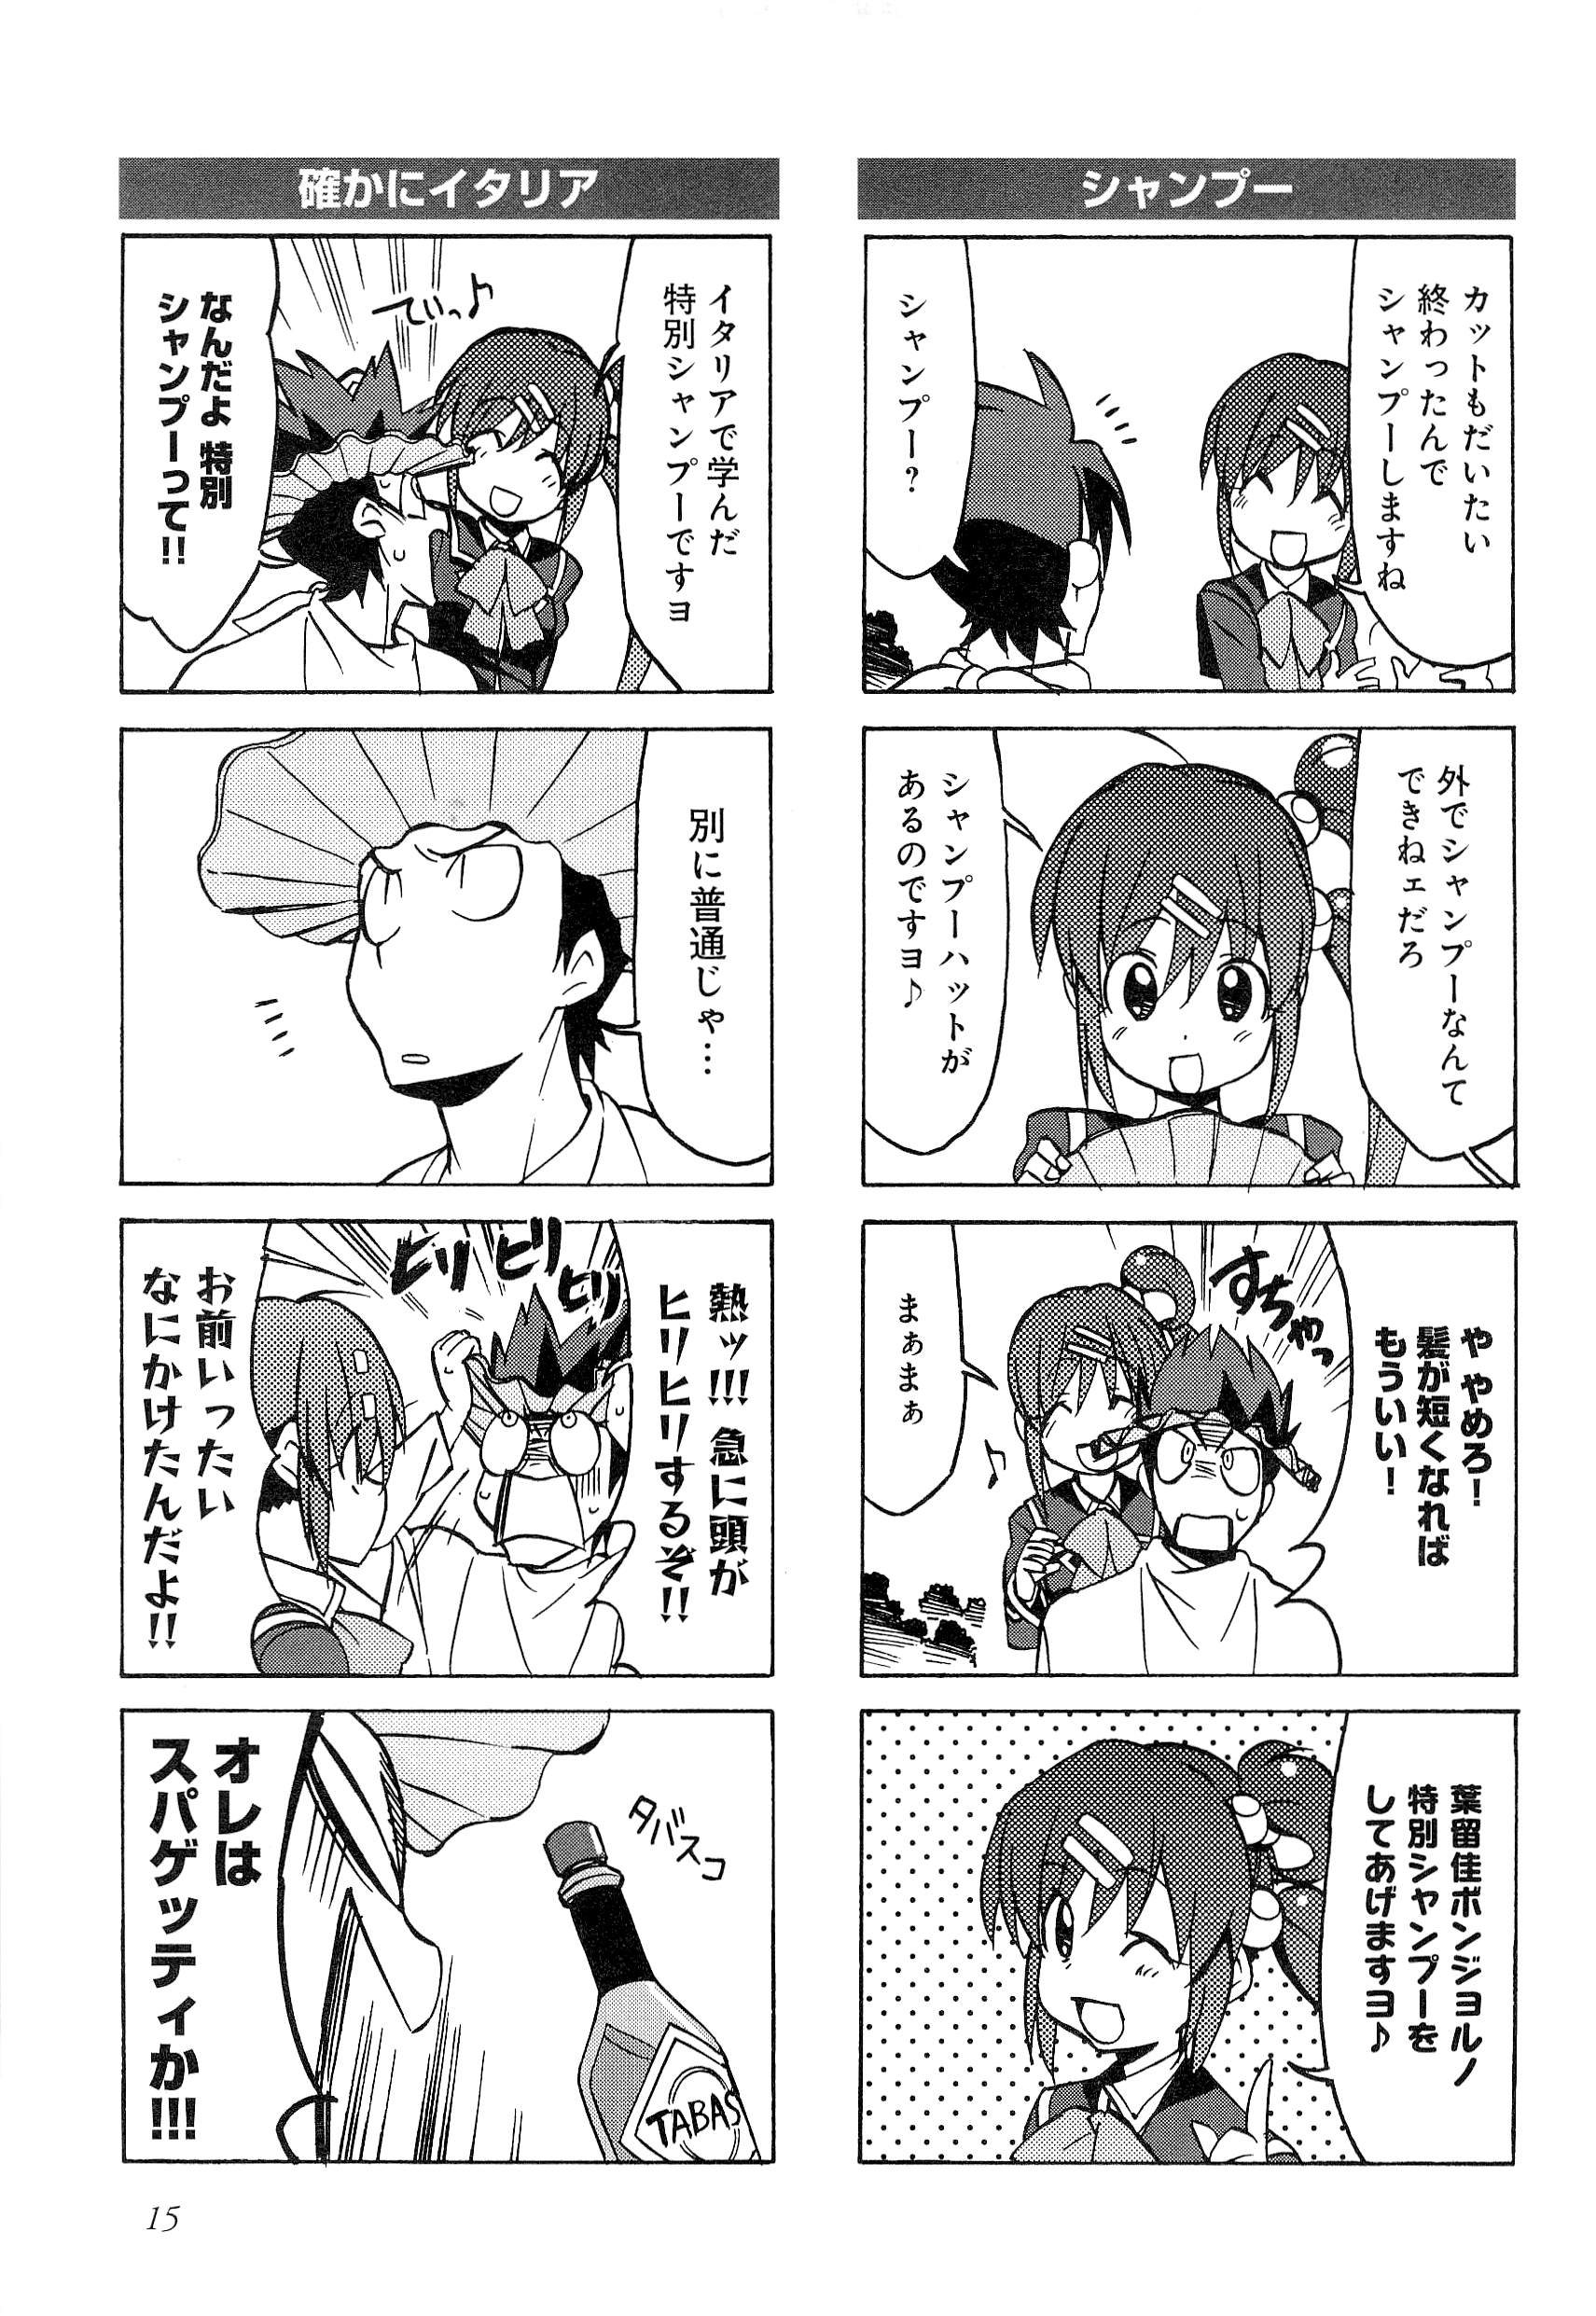 シャンプー
カットもだいたい
終わったんで
シャンプーしますね
シャンプー?
外でシャンプーなんて
できねェだろ
シャンプーハットが
あるのですヨ♪
や やめろ!
髪が短くなれば
もういい!
すちゃっ
まぁまぁ
♪
葉留佳ボンジョルノ
特別シャンプーを
してあげますヨ♪
確かにイタリア
イタリアで学んだ
特別シャンプーですヨ
てぃっ♪
なんだよ 特別
シャンプーって!!
別に普通じゃ…
熱ッ!!! 急に頭が
ヒリヒリするぞ!!
ヒリ
ヒリ
ヒリ
お前いったい
なにかけたんだよ!!
タバスコ
TABAS
オレは
スパゲッティか!!!
15